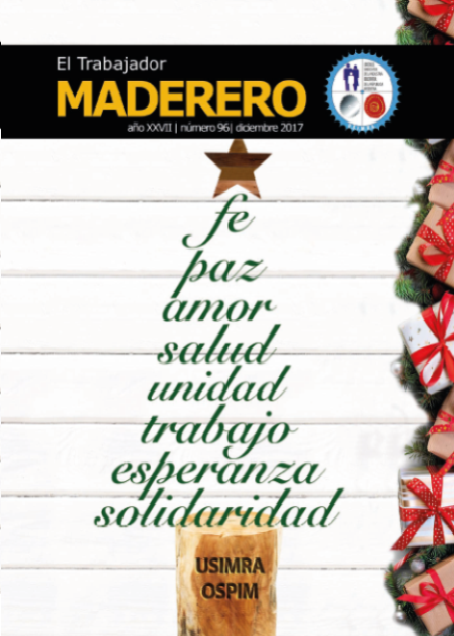 El Trabajador
MADERERO
año XXVII | número 96| diciembre 2017
fe
paz
amor
salud
unidad
trabajo
esperanza
solidaridad
USIMRA
OSPIM